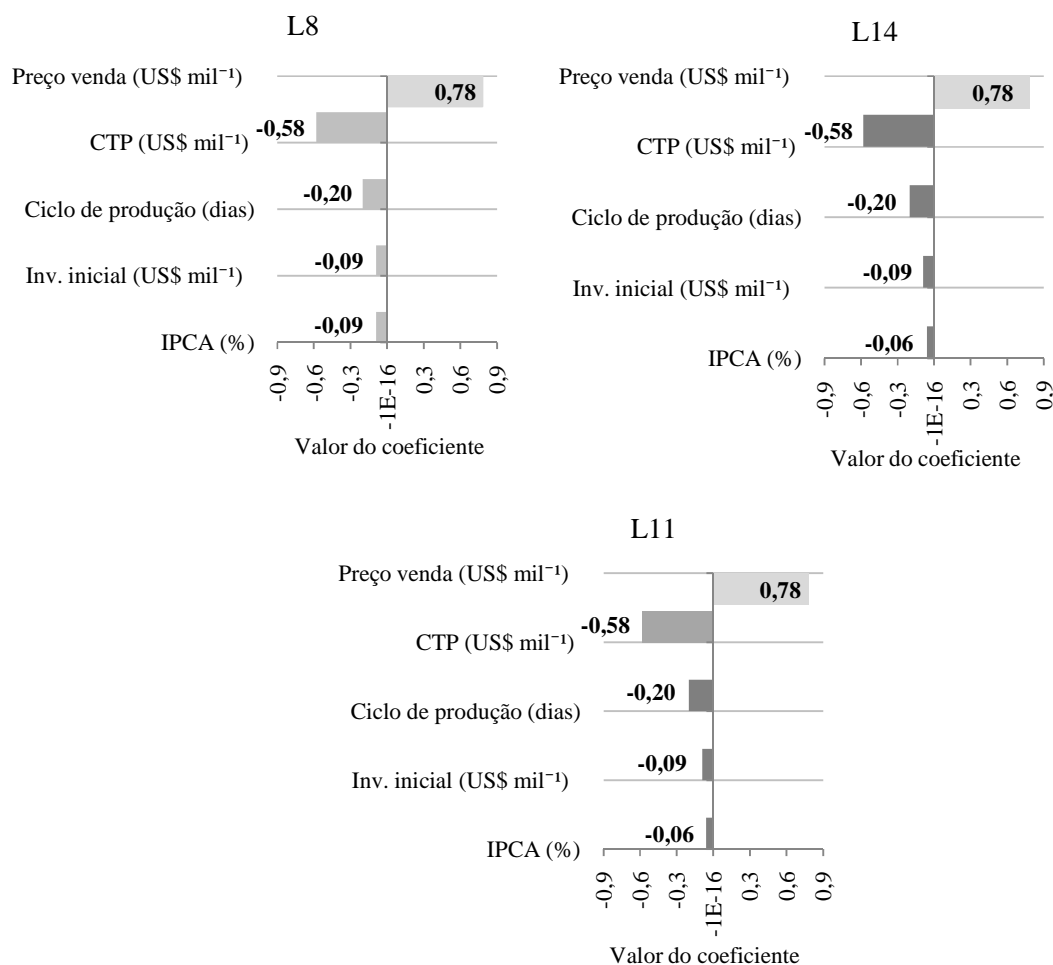 L8
Preço venda (US$ mil⁻¹)
0,78
-0,58
CTP (US$ mil⁻¹)
-0,20
Ciclo de produção (dias)
-0,09
Inv. inicial (US$ mil⁻¹)
-0,09
IPCA (%)
-0,9
-0,6
-0,3
-1E-16
0,3
0,6
0,9
Valor do coeficiente
L14
Preço venda (US$ mil⁻¹)
0,78
-0,58
CTP (US$ mil⁻¹)
-0,20
Ciclo de produção (dias)
-0,09
Inv. inicial (US$ mil⁻¹)
-0,06
IPCA (%)
-0,9
-0,6
-0,3
-1E-16
0,3
0,6
0,9
Valor do coeficiente
L11
Preço venda (US$ mil⁻¹)
0,78
-0,58
CTP (US$ mil⁻¹)
-0,20
Ciclo de produção (dias)
-0,09
Inv. inicial (US$ mil⁻¹)
-0,06
IPCA (%)
-0,9
-0,6
-0,3
-1E-16
0,3
0,6
0,9
Valor do coeficiente